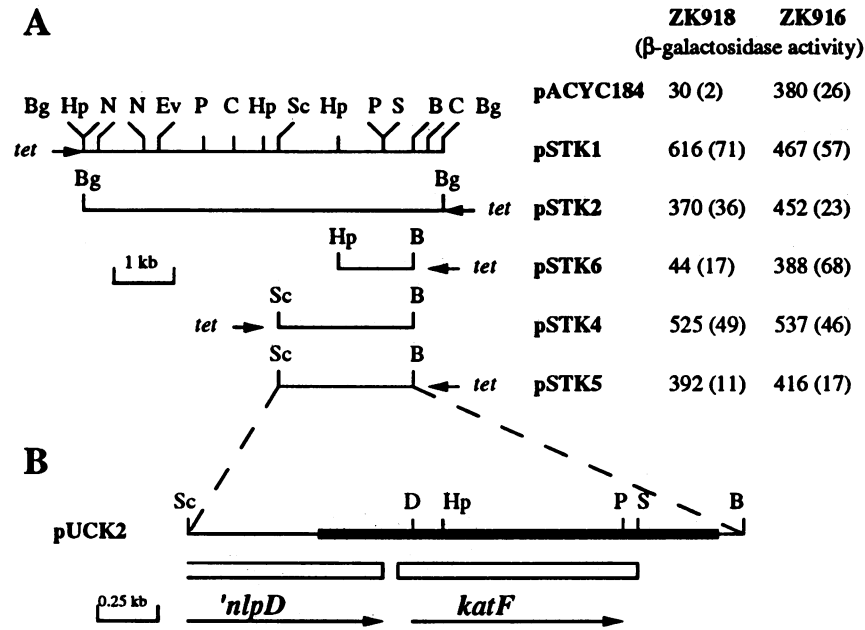 A
ZK918 ZK916
(β-galactosidase activity)
pACYC184 30 (2) 380 (26)
Bg Hp N N Ev P C Hp Sc Hp P S B C Bg
tet
pSTK1 616 (71) 467 (57)
Bg Bg
tet
pSTK2 370 (36) 452 (23)
Hp B
1 kb
tet
pSTK6 44 (17) 388 (68)
Sc B
tet
pSTK4 525 (49) 537 (46)
Sc B
tet
pSTK5 392 (11) 416 (17)
B
Sc D Hp P S B
pUCK2
0.25 kb
'nlpD katF